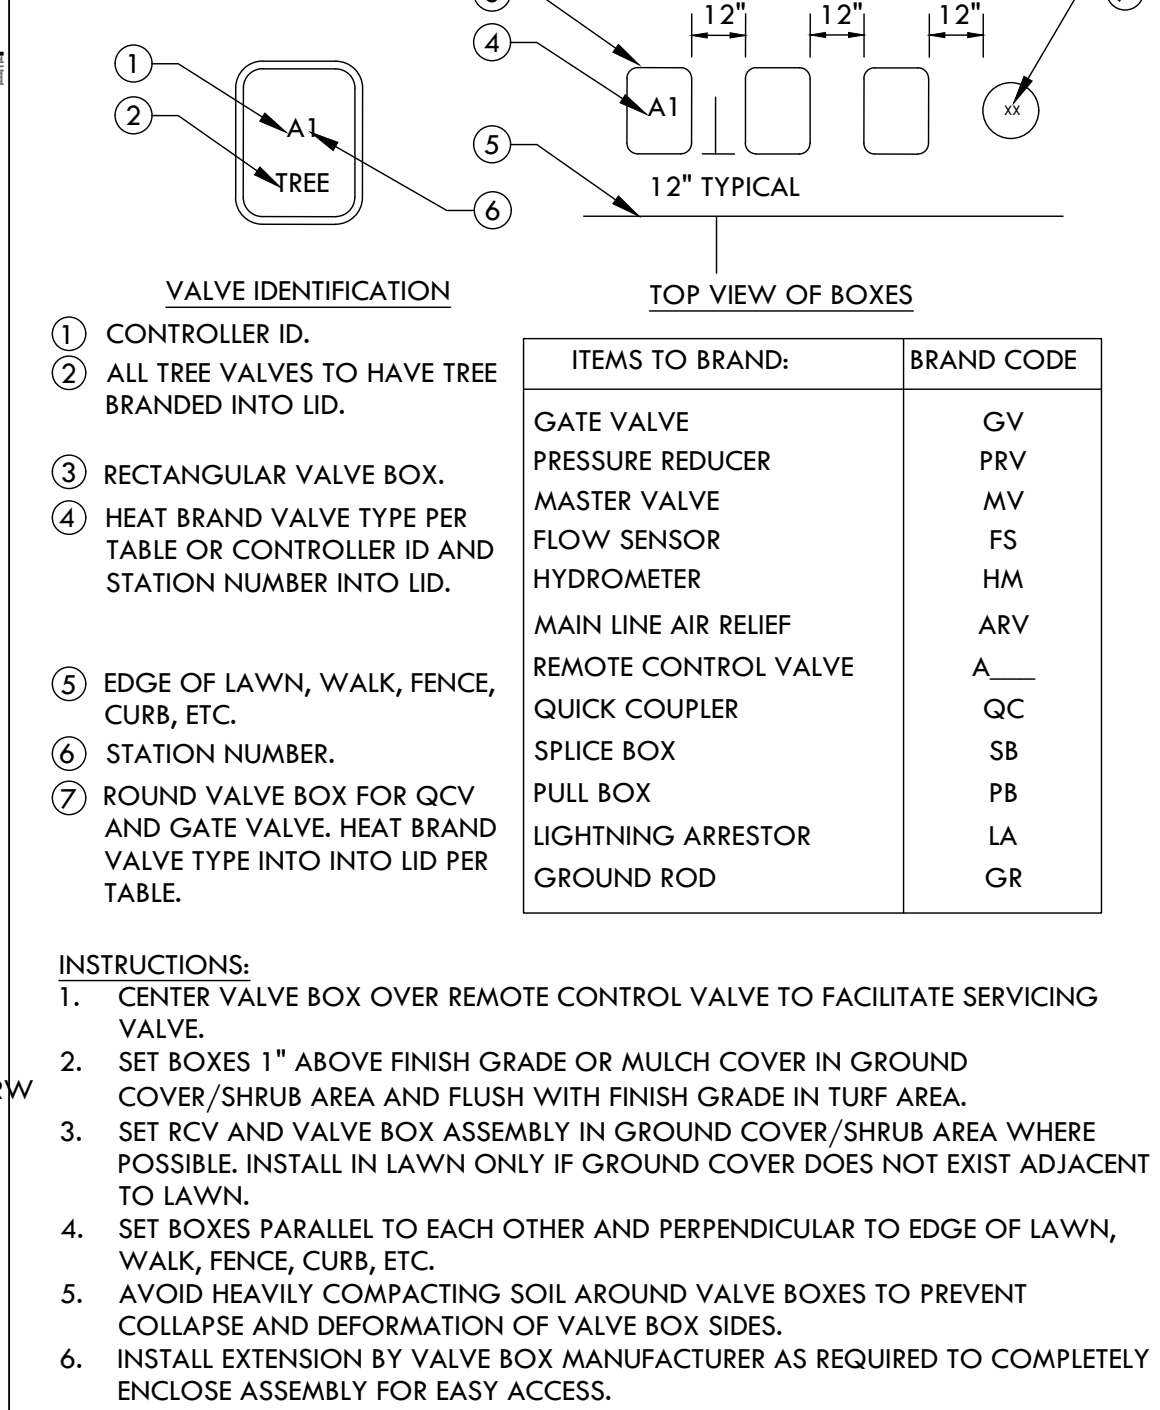 12" 12" 12"
1
2
3
4
5
6
A1
TREE
A1
XX
12" TYPICAL
VALVE IDENTIFICATION
TOP VIEW OF BOXES
1 CONTROLLER ID.
2 ALL TREE VALVES TO HAVE TREE
BRANDED INTO LID.
3 RECTANGULAR VALVE BOX.
4 HEAT BRAND VALVE TYPE PER
TABLE OR CONTROLLER ID AND
STATION NUMBER INTO LID.
5 EDGE OF LAWN, WALK, FENCE,
CURB, ETC.
6 STATION NUMBER.
7 ROUND VALVE BOX FOR QCV
AND GATE VALVE. HEAT BRAND
VALVE TYPE INTO INTO LID PER
TABLE.
ITEMS TO BRAND: BRAND CODE
GATE VALVE GV
PRESSURE REDUCER PRV
MASTER VALVE MV
FLOW SENSOR FS
HYDROMETER HM
MAIN LINE AIR RELIEF ARV
REMOTE CONTROL VALVE A___
QUICK COUPLER QC
SPLICE BOX SB
PULL BOX PB
LIGHTNING ARRESTOR LA
GROUND ROD GR
INSTRUCTIONS:
1. CENTER VALVE BOX OVER REMOTE CONTROL VALVE TO FACILITATE SERVICING
VALVE.
2. SET BOXES 1" ABOVE FINISH GRADE OR MULCH COVER IN GROUND
COVER/SHRUB AREA AND FLUSH WITH FINISH GRADE IN TURF AREA.
3. SET RCV AND VALVE BOX ASSEMBLY IN GROUND COVER/SHRUB AREA WHERE
POSSIBLE. INSTALL IN LAWN ONLY IF GROUND COVER DOES NOT EXIST ADJACENT
TO LAWN.
4. SET BOXES PARALLEL TO EACH OTHER AND PERPENDICULAR TO EDGE OF LAWN,
WALK, FENCE, CURB, ETC.
5. AVOID HEAVILY COMPACTING SOIL AROUND VALVE BOXES TO PREVENT
COLLAPSE AND DEFORMATION OF VALVE BOX SIDES.
6. INSTALL EXTENSION BY VALVE BOX MANUFACTURER AS REQUIRED TO COMPLETELY
ENCLOSE ASSEMBLY FOR EASY ACCESS.